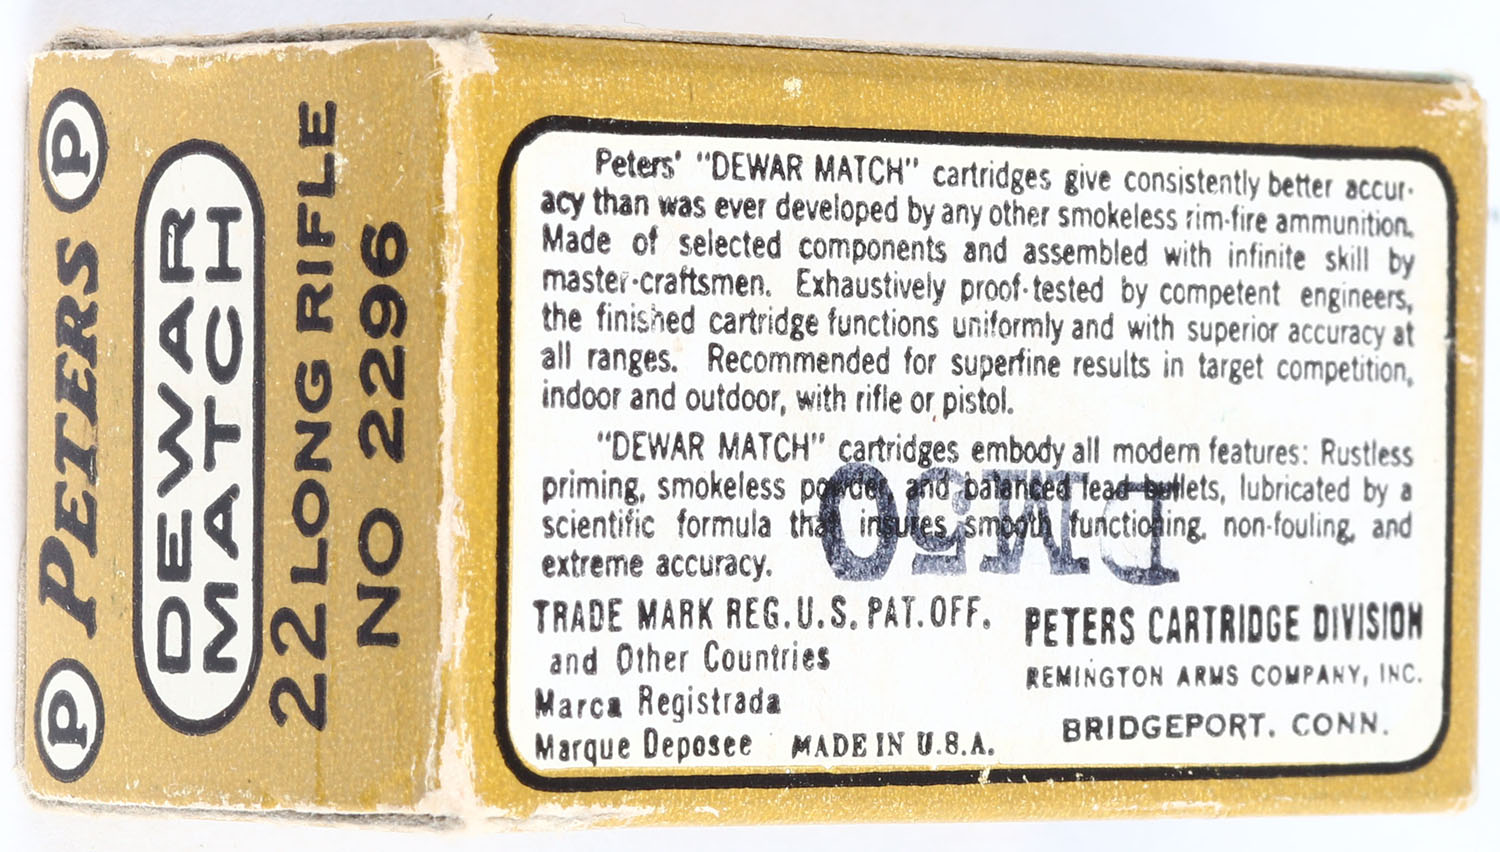 P PETERS P
DEWAR
MATCH
22 LONG RIFLE
NO 2296
Peters' "DEWAR MATCH" cartridges give consistently better accur-
acy than was ever developed by any other smokeless rim-fire ammunition.
Made of selected components and assembled with infinite skill by
master-craftsmen. Exhaustively proof-tested by competent engineers,
the finished cartridge functions uniformly and with superior accuracy at
all ranges. Recommended for superfine results in target competition,
indoor and outdoor, with rifle or pistol.
"DEWAR MATCH" cartridges embody all modern features: Rustless
priming, smokeless powder and balanced lead bullets, lubricated by a
scientific formula that insures smooth functioning, non-fouling, and
extreme accuracy.
DM50
TRADE MARK REG. U.S. PAT. OFF.
and Other Countries
Marca Registrada
Marque Deposee MADE IN U.S.A.
PETERS CARTRIDGE DIVISION
REMINGTON ARMS COMPANY, INC.
BRIDGEPORT, CONN.